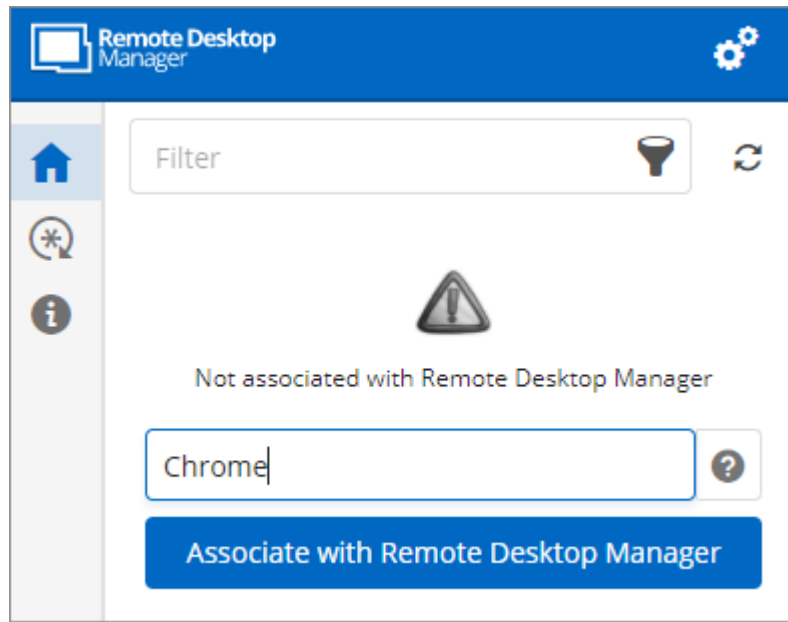 Remote Desktop
Manager
Filter
Not associated with Remote Desktop Manager
Chrome
Associate with Remote Desktop Manager